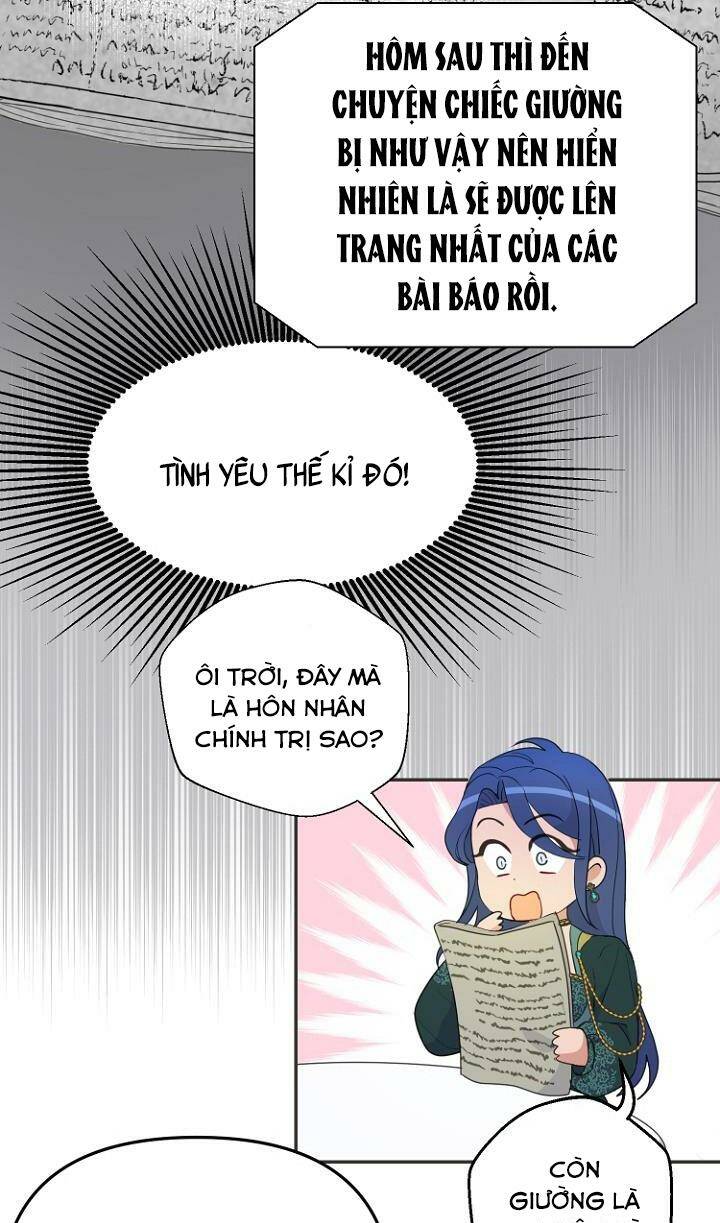 HÔM SAU THÌ ĐẾN
CHUYỆN CHIẾC GIƯỜNG
BỊ NHƯ VẬY NÊN HIỂN
NHIÊN LÀ SẼ ĐƯỢC LÊN
TRANG NHẤT CỦA CÁC
BÀI BÁO RỒI.
TÌNH YÊU THẾ KỈ ĐÓ!
ÔI TRỜI, ĐÂY MÀ
LÀ HÔN NHÂN
CHÍNH TRỊ SAO?
CÒN
GIƯỜNG LÀ